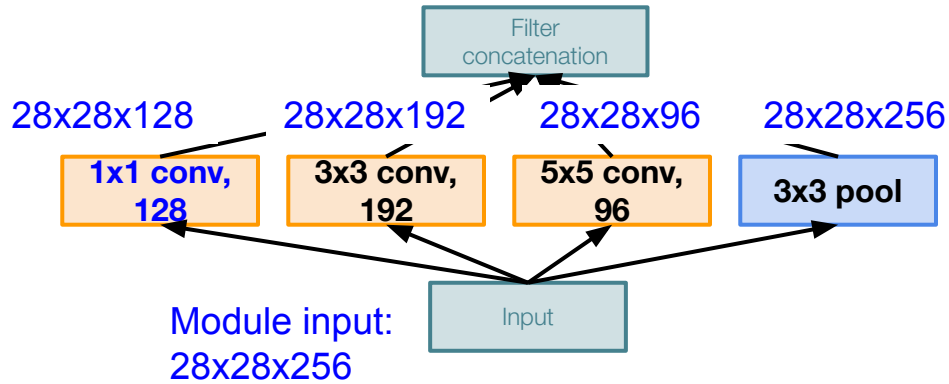 Filter
concatenation
28x28x128
28x28x192
28x28x96
28x28x256
1x1 conv,
128
3x3 conv,
192
5x5 conv,
96
3x3 pool
Input
Module input:
28x28x256